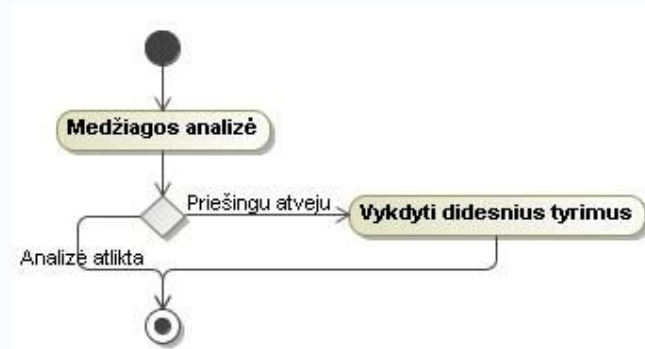 Medžiagos analizė
Priešingu atveju
Vykdyti didesnius tyrimus
Analizė atlikta